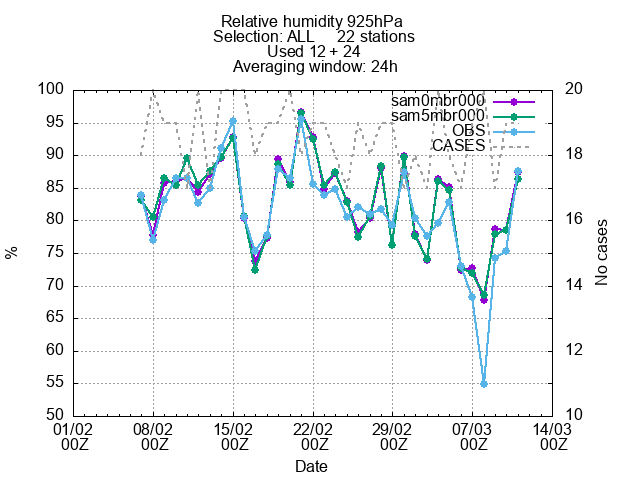 Relative humidity 925hPa
Selection: ALL 22 stations
Used 12 + 24
Averaging window: 24h
100
95
90
85
80
75
70
65
60
55
50
20
18
16
14
12
10
sam0mbr000
sam5mbr000
OBS
CASES
%
No cases
01/02 08/02 15/02 22/02 29/02 07/03 14/03
00Z 00Z 00Z 00Z 00Z 00Z 00Z
Date